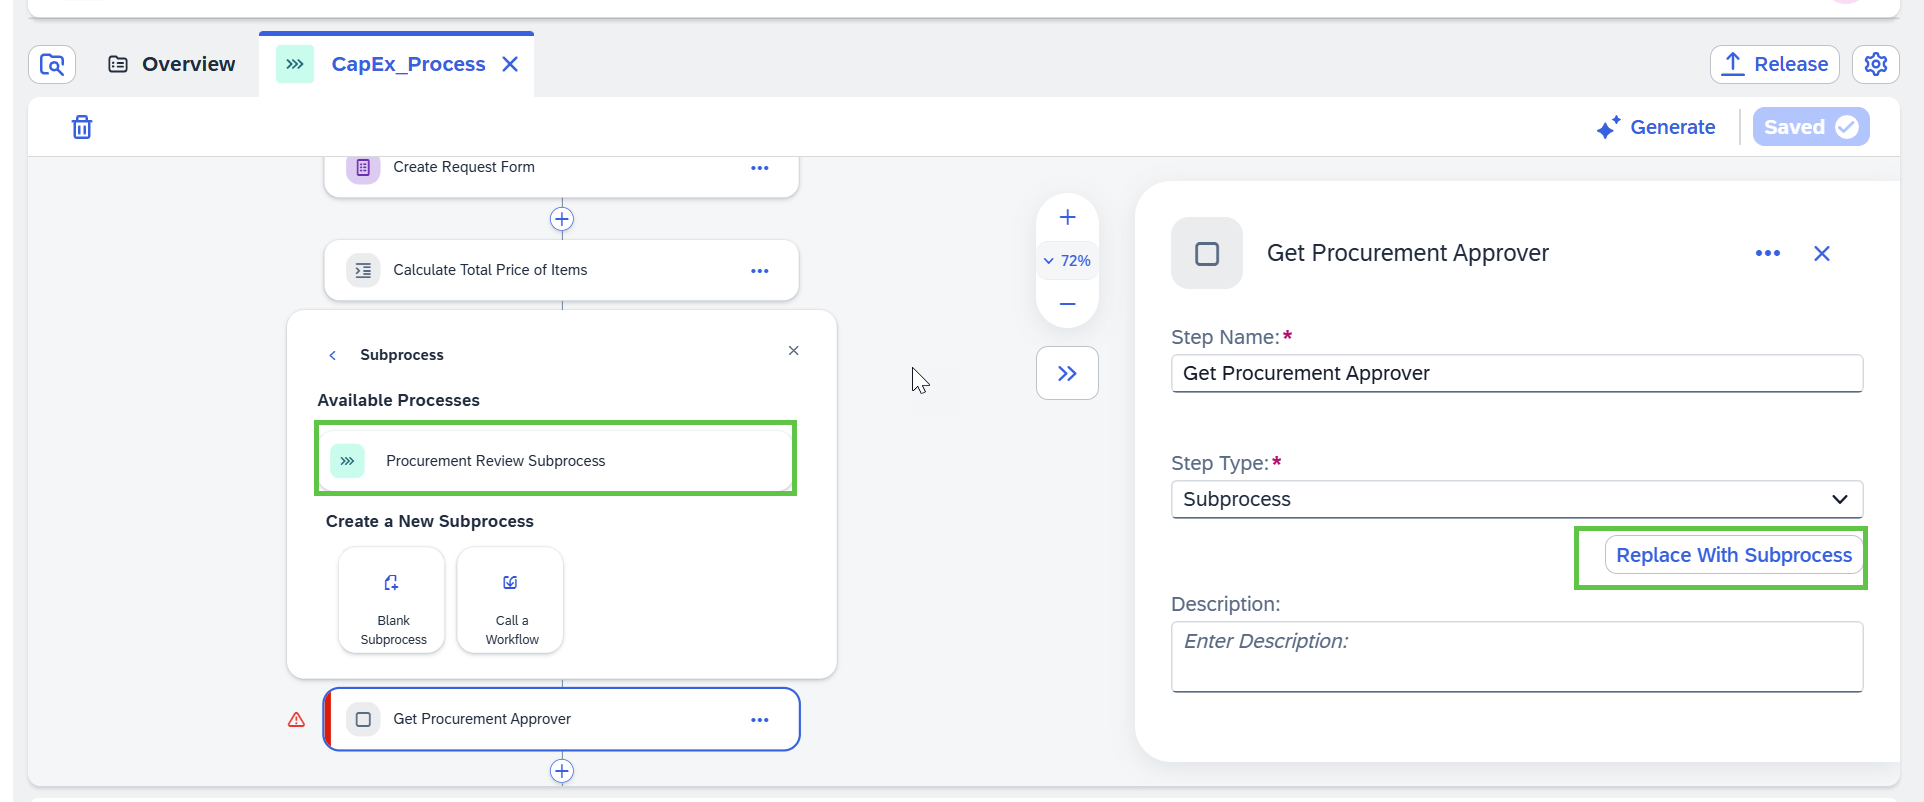 Overview
CapEx_Process
Release
Generate
Saved
Create Request Form
Calculate Total Price of Items
Subprocess
Available Processes
Procurement Review Subprocess
Create a New Subprocess
Blank
Subprocess
Call a
Workflow
Get Procurement Approver
72%
Get Procurement Approver
Step Name:*
Get Procurement Approver
Step Type:*
Subprocess
Replace With Subprocess
Description:
Enter Description: